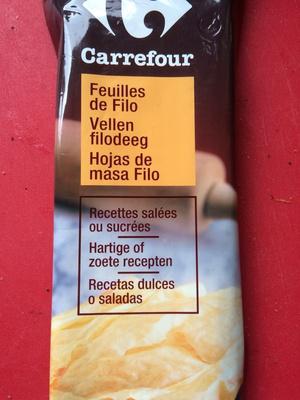 Carrefour
Feuilles
de Filo
Vellen
filodeeg
Hojas de
masa Filo
Recettes salées
ou sucrées
Hartige of
zoete recepten
Recetas dulces
o saladas